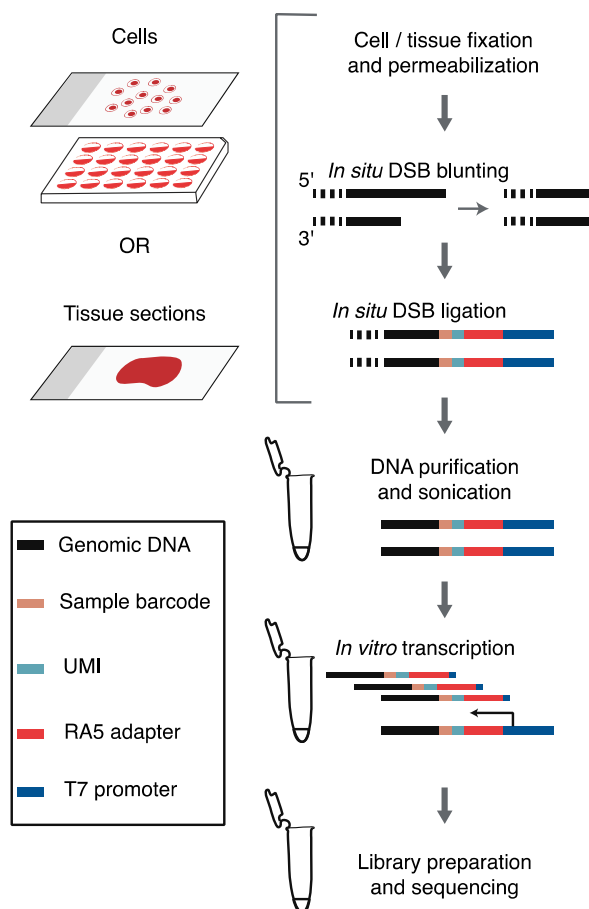 Cells
OR
Tissue sections
Cell / tissue fixation
and permeabilization
In situ DSB blunting
5'
3'
In situ DSB ligation
DNA purification
and sonication
In vitro transcription
Library preparation
and sequencing
Genomic DNA
Sample barcode
UMI
RA5 adapter
T7 promoter